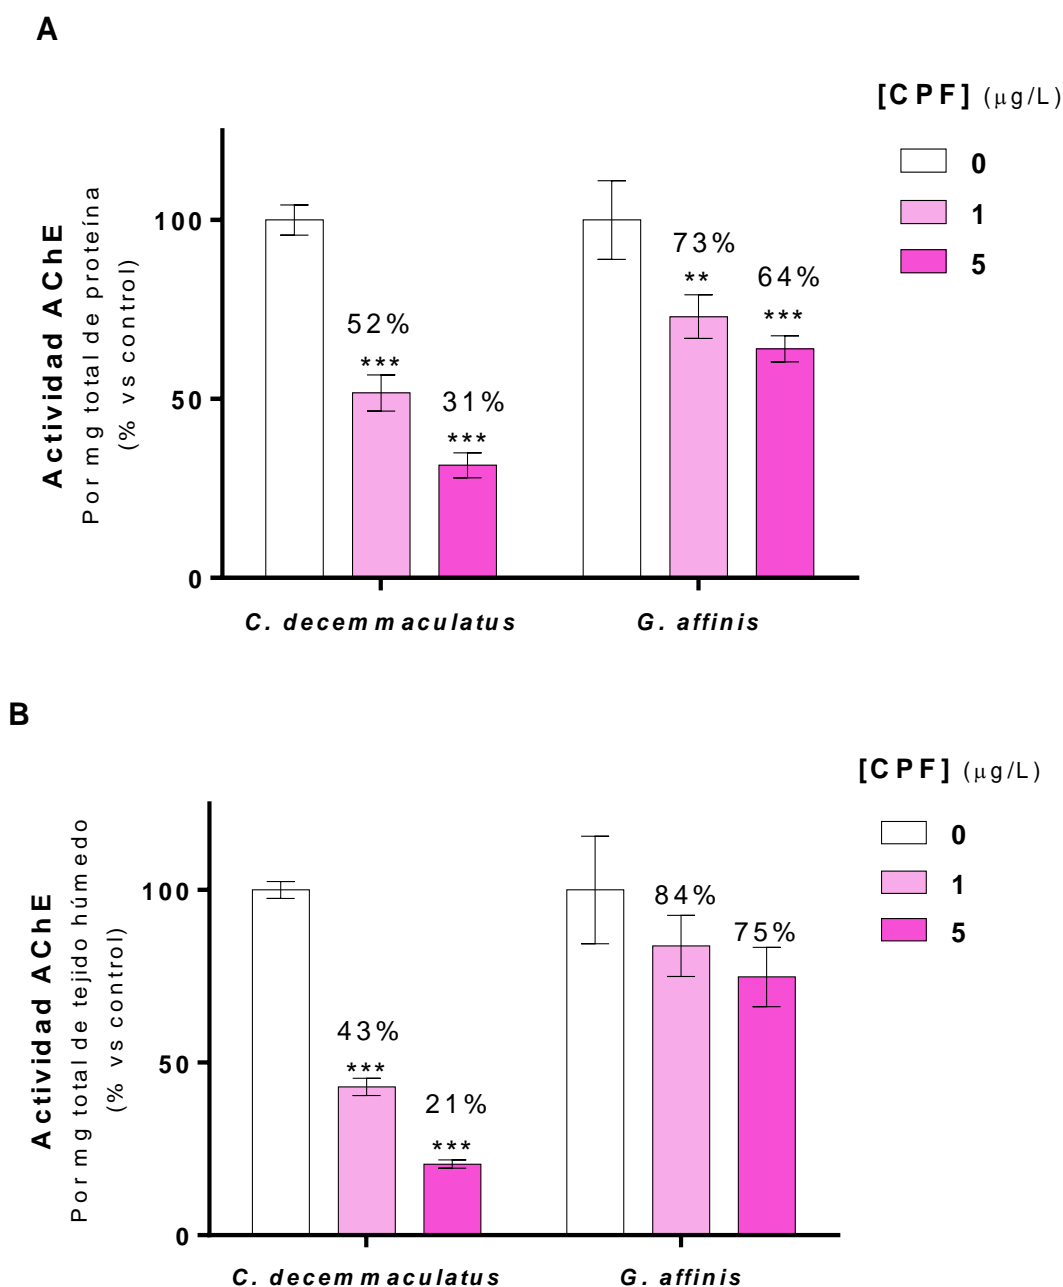 A
[CPF] (µg/L)
0
1
5
Actividad AChE
Por mg total de proteína
(% vs control)
100
50
0
52%
***
31%
***
73%
**
64%
***
C. decemmaculatus
G. affinis
B
[CPF] (µg/L)
0
1
5
Actividad AChE
Por mg total de tejido húmedo
(% vs control)
100
50
0
43%
***
21%
***
84%
75%
C. decemmaculatus
G. affinis